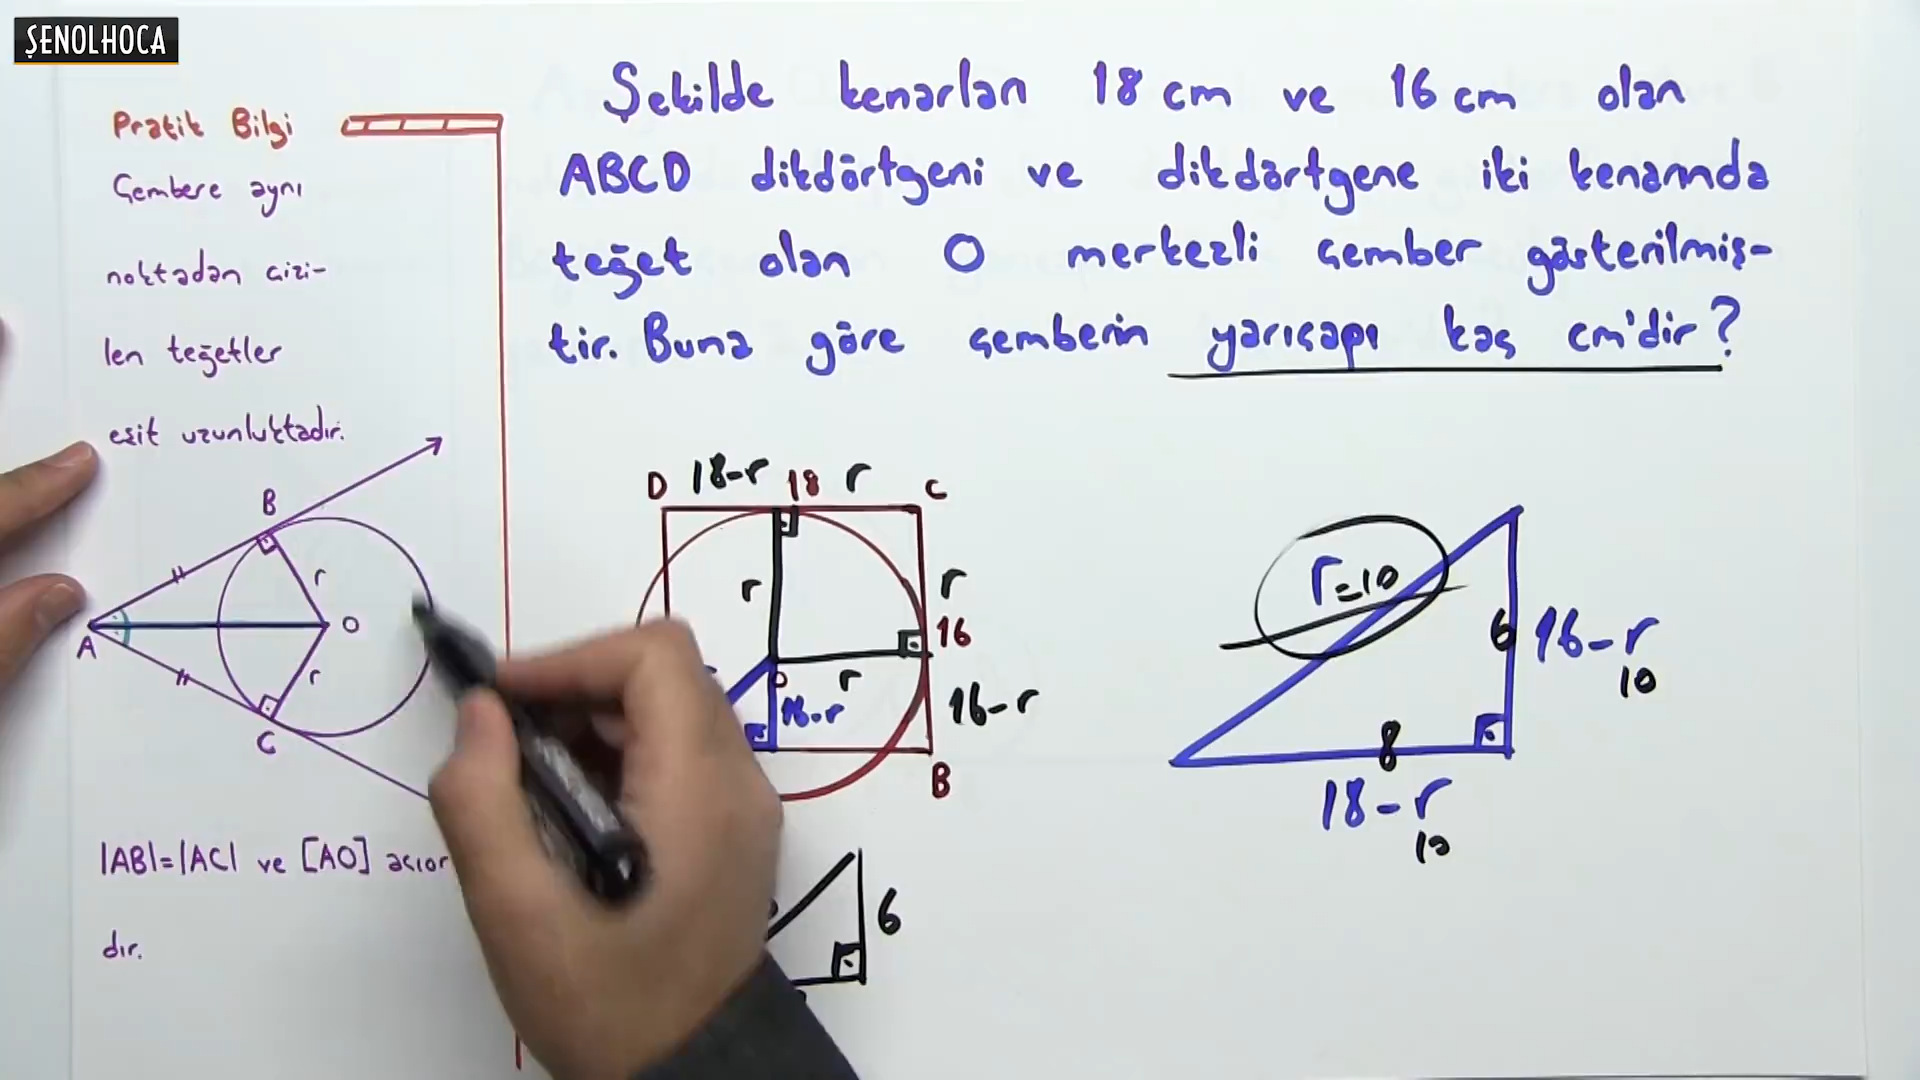 ŞENOLHOCA
Pratik Bilgi
Çembere aynı
noktadan çizi-
len teğetler
eşit uzunluktadır.
B
r
A
O
r
C
|AB|=|AC| ve [AO] açıor
dır.
Şekilde kenarları 18 cm ve 16 cm olan
ABCD dikdörtgeni ve dikdörtgene iki kenarında
teğet olan O merkezli çember gösterilmiş-
tir. Buna göre çemberin yarıçapı kaç cm'dir?
D 18-r 18 r C
r r
16
O r
16-r 16-r
B
6
r=10
6 16-r
10
8
18-r
10